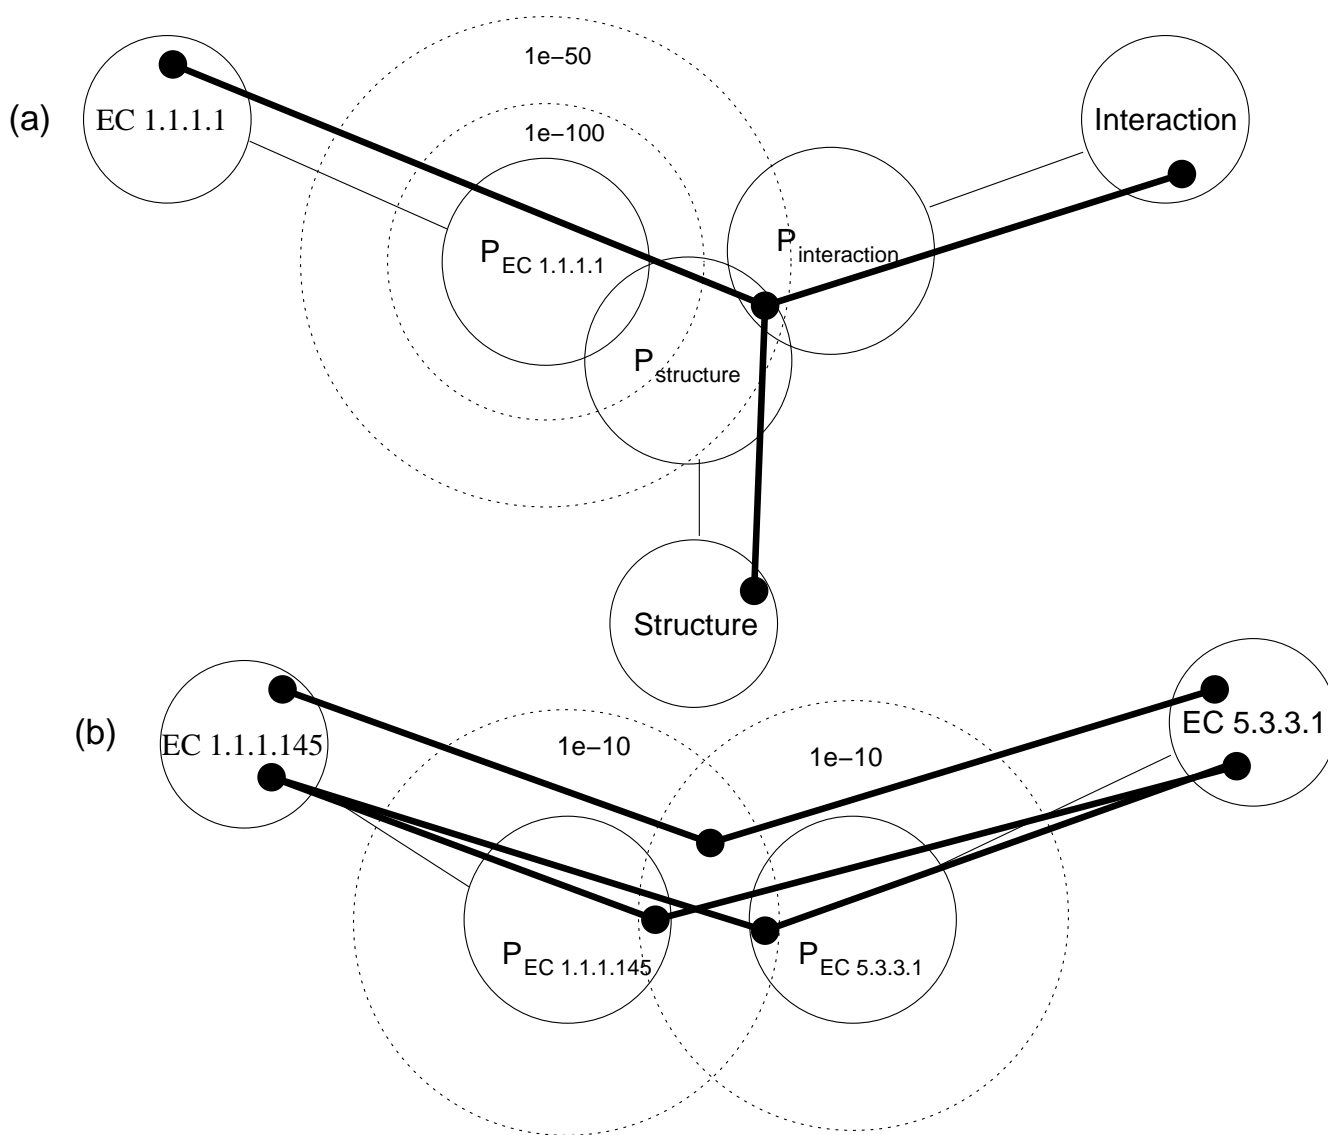 1e−50
(a)
EC 1.1.1.1
1e−100
Interaction
P EC 1.1.1.1
P interaction
P structure
Structure
(b)
EC 1.1.1.145
1e−10
1e−10
EC 5.3.3.1
P EC 1.1.1.145
P EC 5.3.3.1